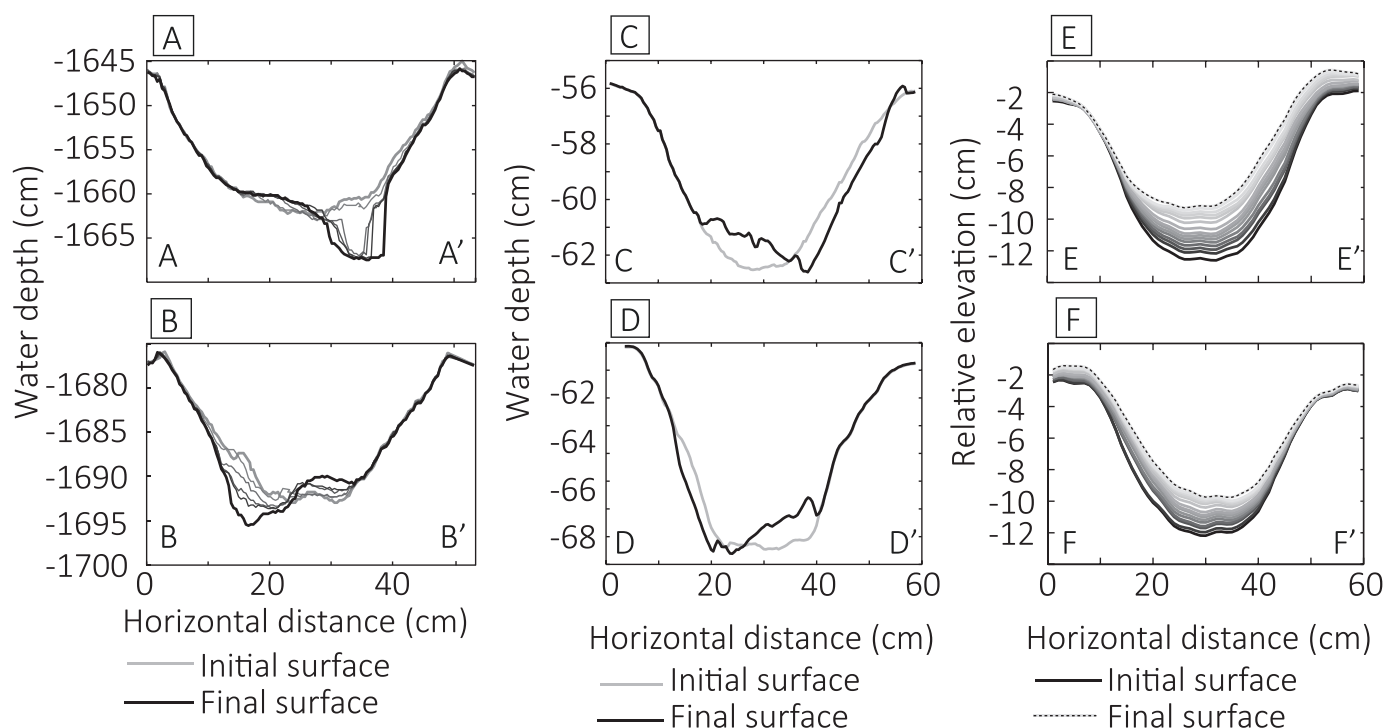 A
-1645
-1650
-1655
-1660
-1665
A
A’
Water depth (cm)
B
-1680
-1685
-1690
-1695
-1700
B
B’
0
20
40
Horizontal distance (cm)
Initial surface
Final surface
C
-56
-58
-60
-62
C
C’
Water depth (cm)
D
-62
-64
-66
-68
D
D’
0
20
40
60
Horizontal distance (cm)
Initial surface
Final surface
E
-2
-4
-6
-8
-10
-12
E
E’
Relative elevation (cm)
F
-2
-4
-6
-8
-10
-12
F
F’
0
20
40
60
Horizontal distance (cm)
Initial surface
Final surface